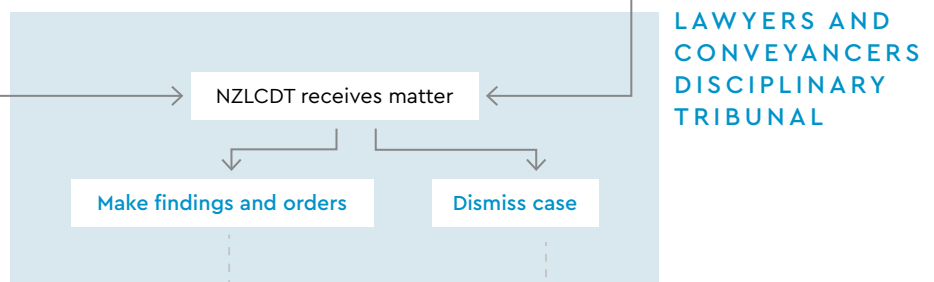 LAWYERS AND
CONVEYANCERS
DISCIPLINARY
TRIBUNAL
NZLCDT receives matter
Make findings and orders
Dismiss case